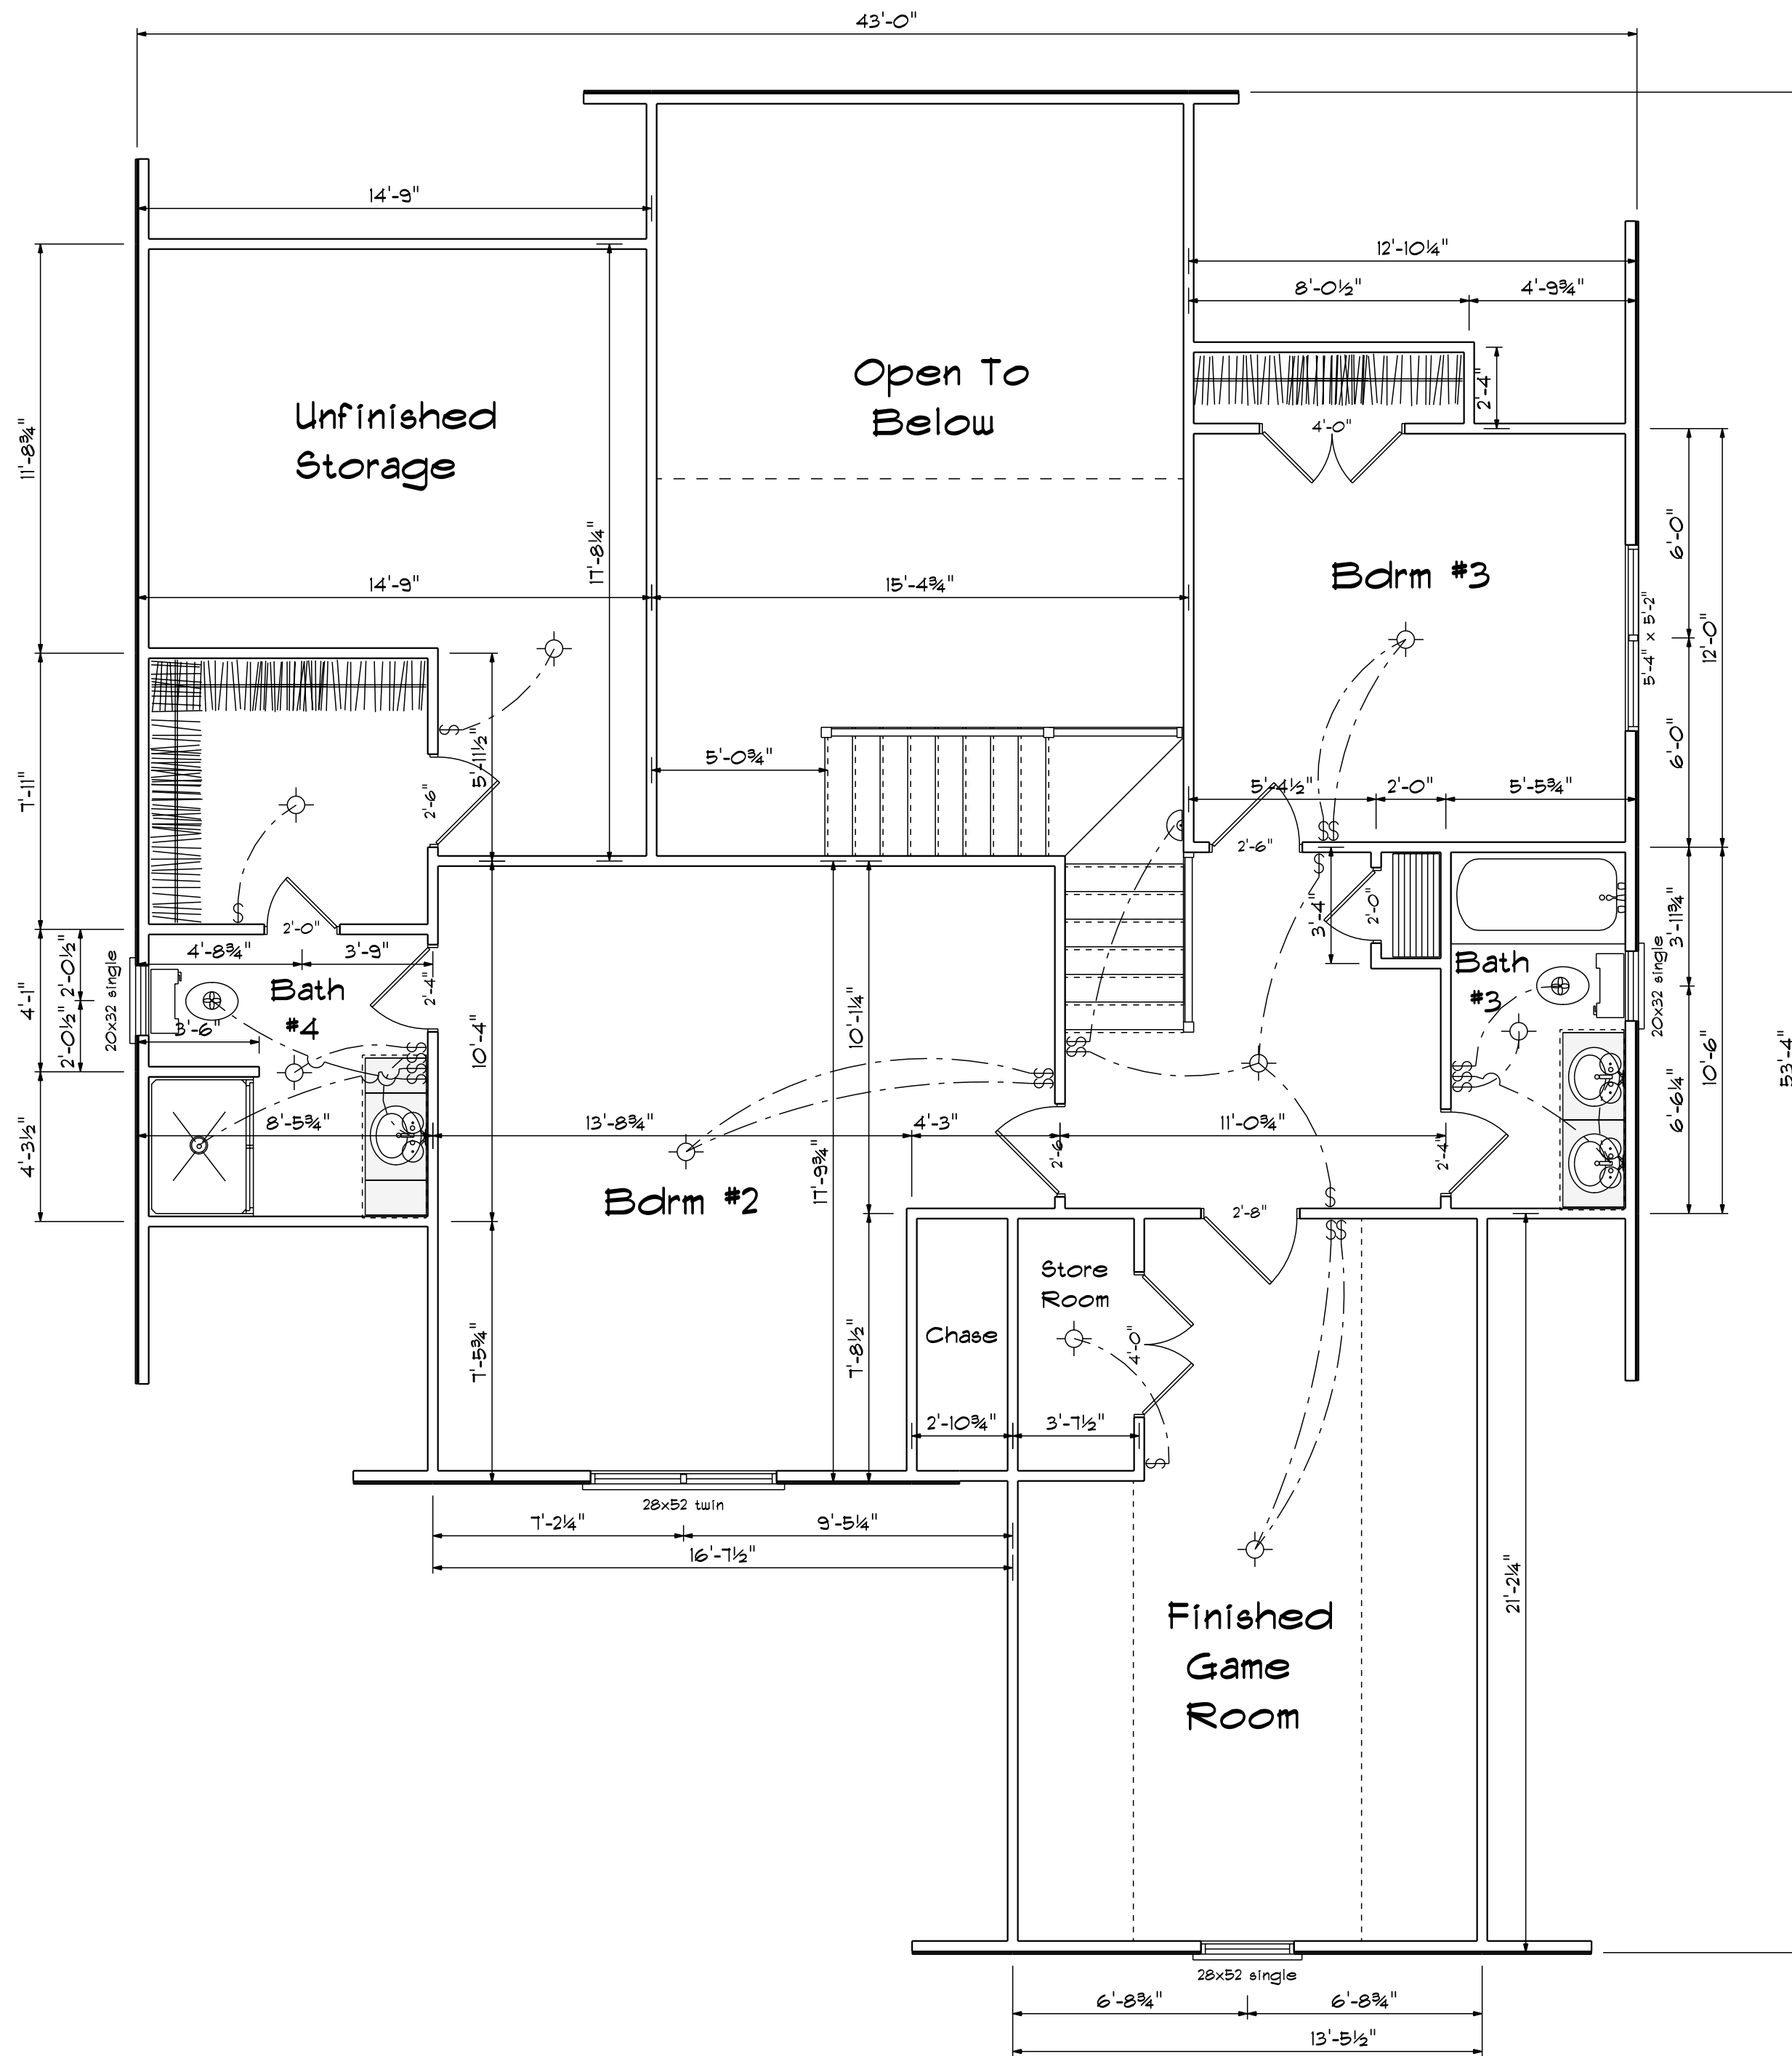 43'-0"
14'-9"
12'-10¼"
8'-0½"
4'-9¾"
2'-4"
11'-8¾"
17'-8¼"
Unfinished
Storage
Open To
Below
4'-0"
6'-0"
12'-0"
Bdrm #3
5'-4" x 5'-2"
14'-9"
15'-4¾"
6'-0"
7'-11"
5'-11½"
2'-6"
5'-0¾"
5'-4½"
2'-0"
5'-5¾"
2'-6"
S
S
S
S
S
2'-0"
3'-4"
2'-0"
3'-11¾"
4'-8¾"
3'-9"
2'-4"
2'-0½"
4'-1"
2'-0½"
20x32 single
Bath
#4
3'-6"
Bath
#3
20x32 single
10'-6"
53'-4"
10'-4"
10'-1¼"
6'-6¼"
4'-3½"
8'-5¾"
13'-8¾"
4'-3"
11'-0¾"
17'-9¾"
2'-6"
2'-4"
Bdrm #2
2'-8"
Store
Room
Chase
4'-0"
7'-5¾"
7'-8½"
2'-10¾"
3'-7½"
28x52 twin
7'-2¼"
9'-5¼"
16'-7½"
21'-2¼"
Finished
Game
Room
28x52 single
6'-8¾"
6'-8¾"
13'-5½"